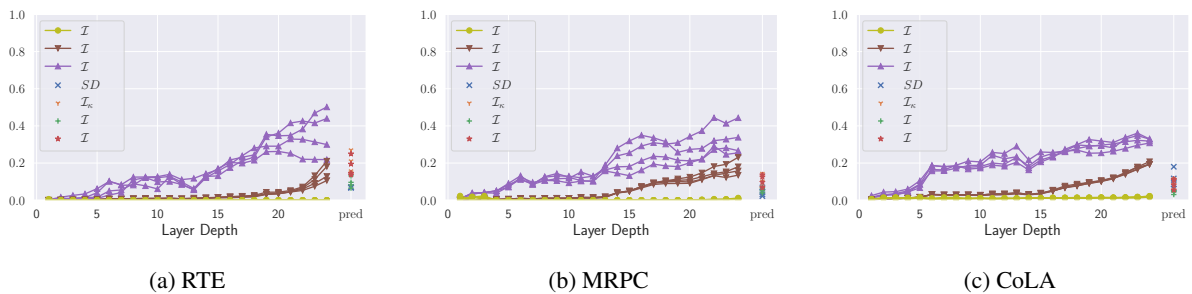 1.0
0.8
0.6
0.4
0.2
0.0
ℐ
ℐ
ℐ
SD
ℐ_κ
ℐ
ℐ
0 5 10 15 20 pred
Layer Depth
(a) RTE
1.0
0.8
0.6
0.4
0.2
0.0
ℐ
ℐ
ℐ
SD
ℐ_κ
ℐ
ℐ
0 5 10 15 20 pred
Layer Depth
(b) MRPC
1.0
0.8
0.6
0.4
0.2
0.0
ℐ
ℐ
ℐ
SD
ℐ_κ
ℐ
ℐ
0 5 10 15 20 pred
Layer Depth
(c) CoLA